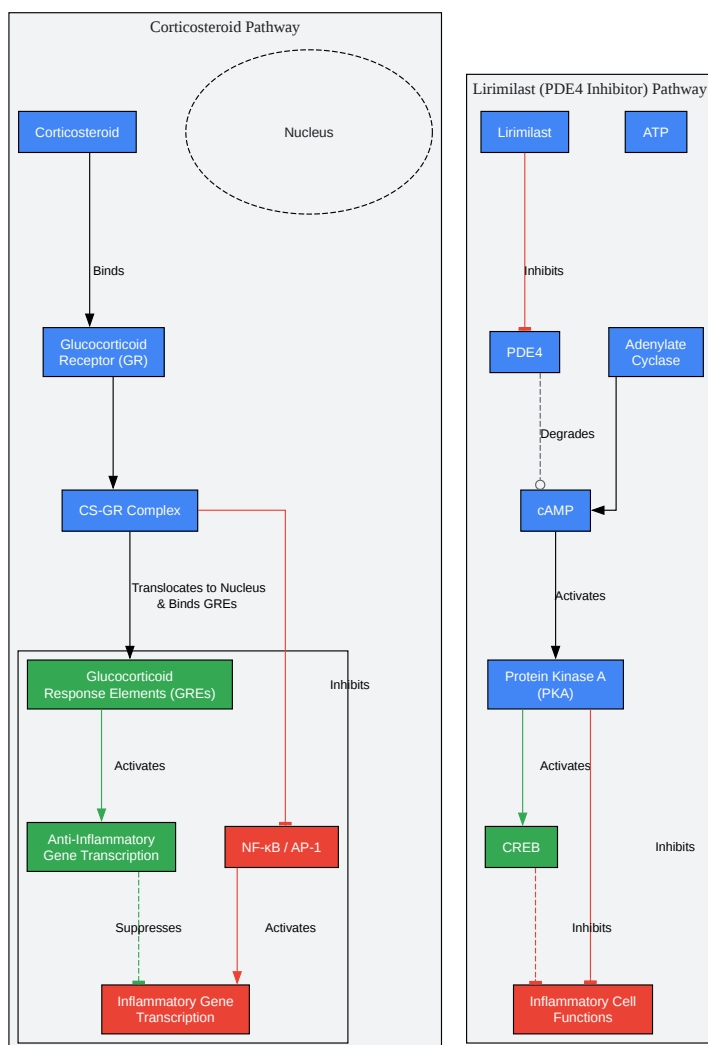 Corticosteroid Pathway
Corticosteroid
Nucleus
Binds
Glucocorticoid
Receptor (GR)
CS-GR Complex
Translocates to Nucleus
& Binds GREs
Inhibits
Glucocorticoid
Response Elements (GREs)
Activates
Anti-Inflammatory
Gene Transcription
NF-κB / AP-1
Suppresses
Activates
Inflammatory Gene
Transcription
Lirimilast (PDE4 Inhibitor) Pathway
Lirimilast
ATP
Inhibits
PDE4
Adenylate
Cyclase
Degrades
cAMP
Activates
Protein Kinase A
(PKA)
Activates
CREB
Inhibits
Inhibits
Inflammatory Cell
Functions